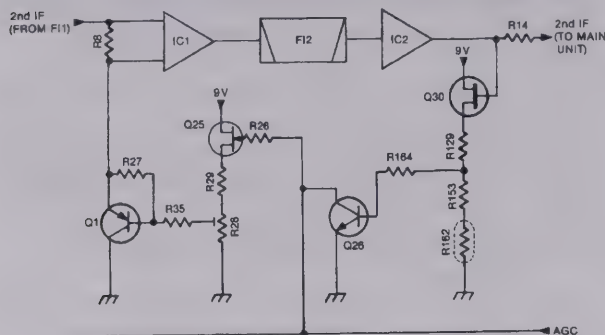 2nd IF
(FROM FI1)
R8
IC1
FI2
IC2
R14
2nd IF
(TO MAIN
UNIT)
9V
Q30
9V
Q25
R26
R129
R27
R29
R164
R153
Q1
R35
R28
Q26
R162
AGC